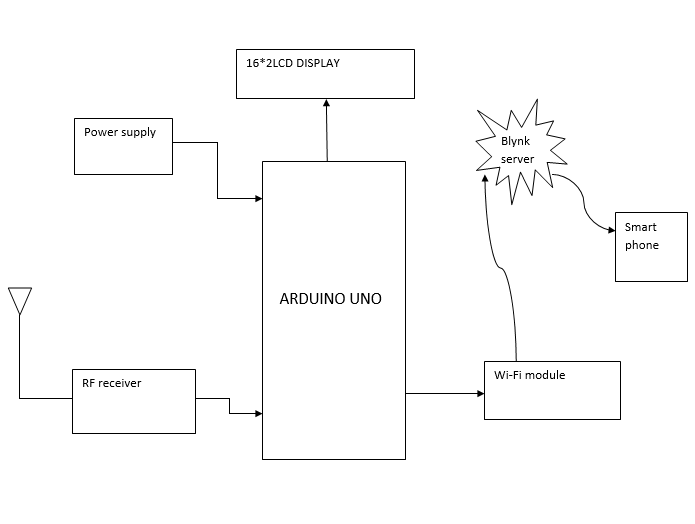 16*2LCD DISPLAY
Power supply
Blynk
server
Smart
phone
ARDUINO UNO
RF receiver
Wi-Fi module